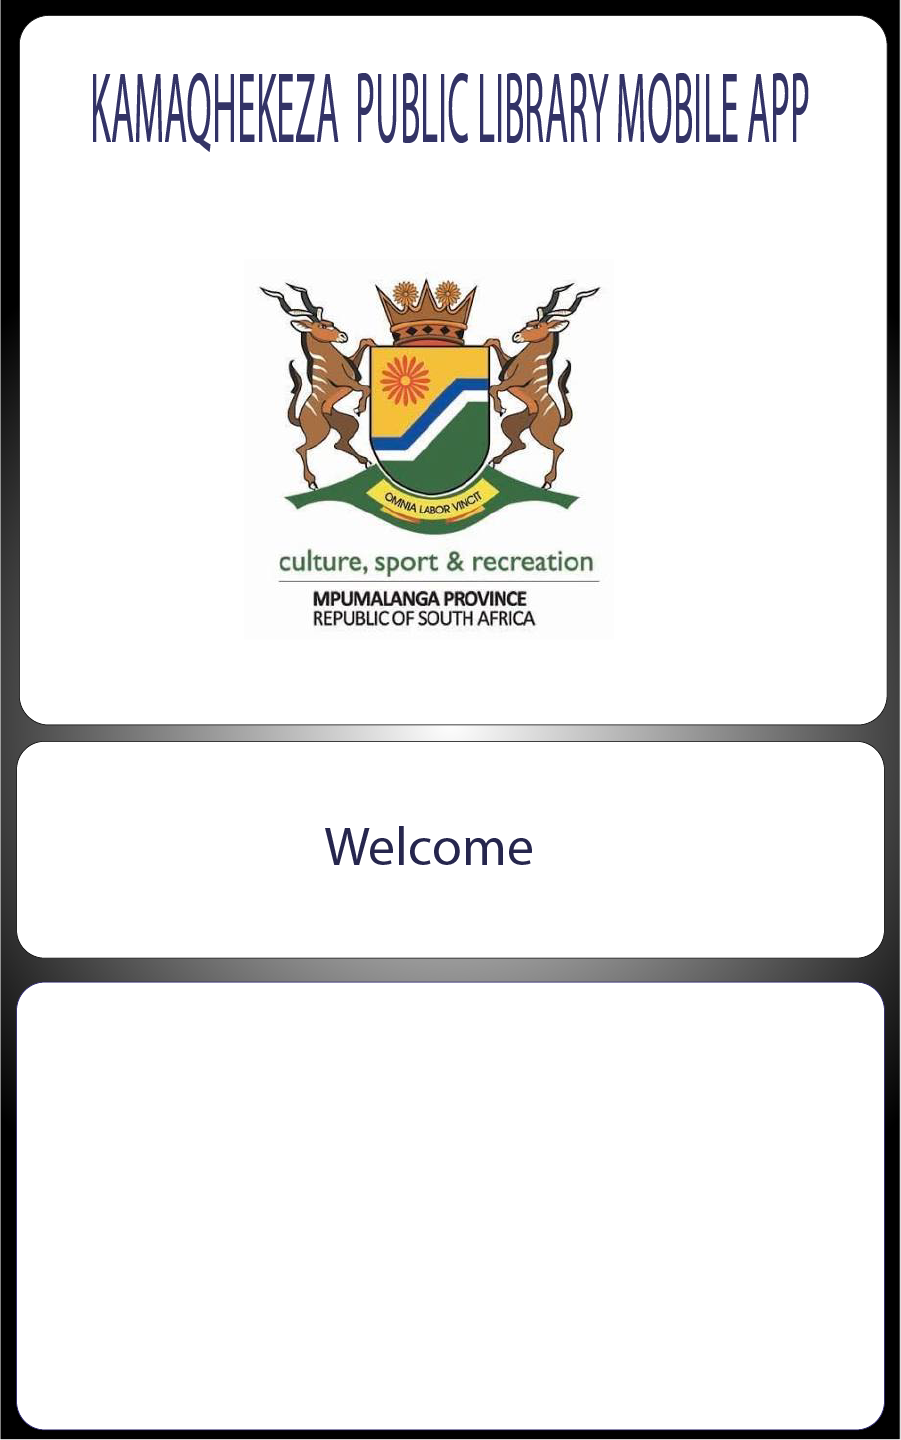 KAMAQHEKEZA PUBLIC LIBRARY MOBILE APP
OMNIA LABOR VINCIT
culture, sport & recreation
MPUMALANGA PROVINCE
REPUBLIC OF SOUTH AFRICA
Welcome